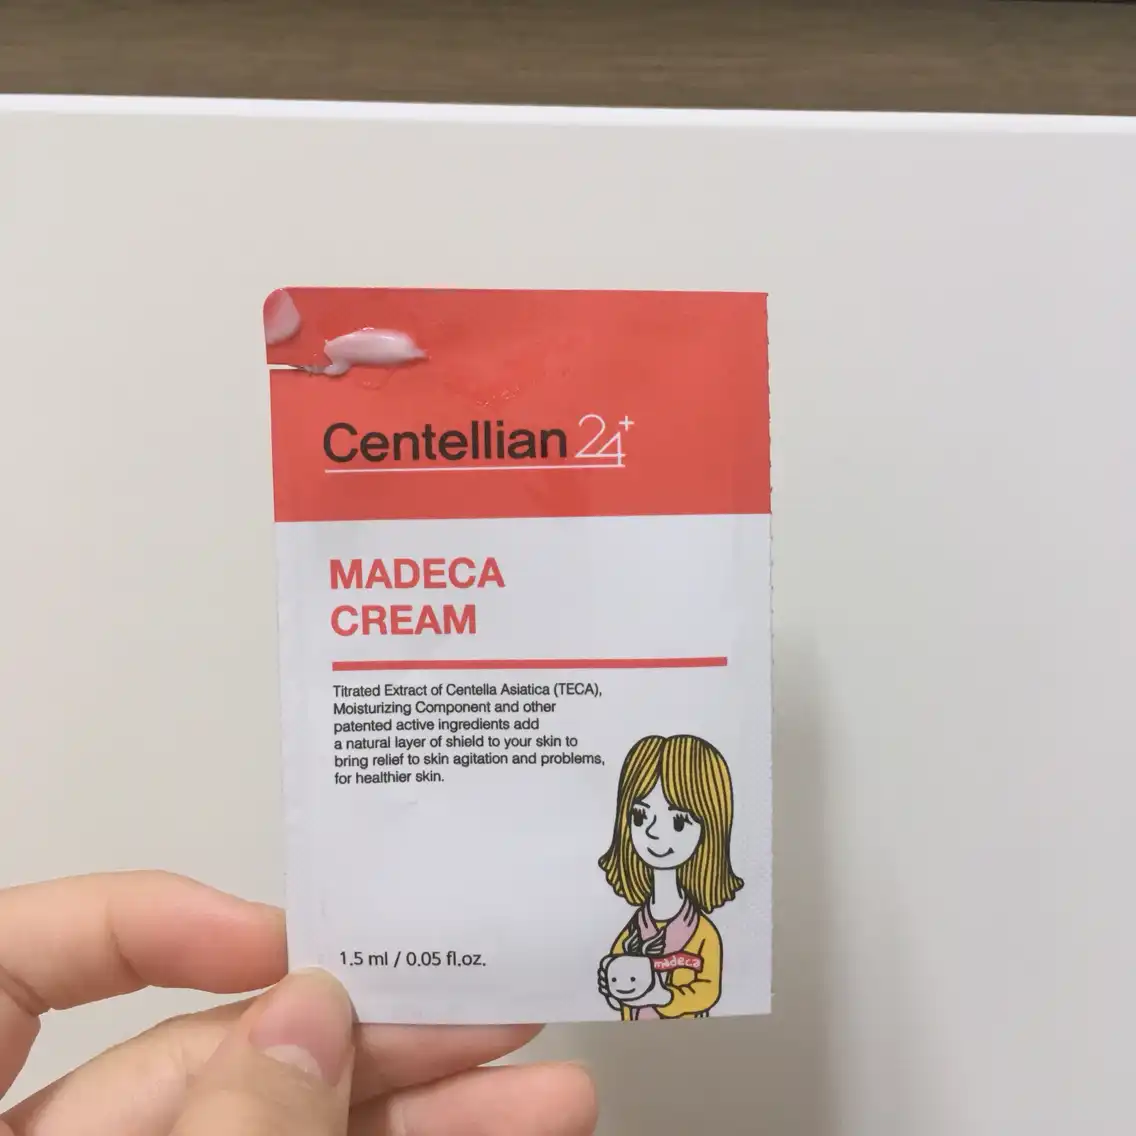 Centellian 24+
MADECA
CREAM
Titrated Extract of Centella Asiatica (TECA),
Moisturizing Component and other
patented active ingredients add
a natural layer of shield to your skin to
bring relief to skin agitation and problems,
for healthier skin.
madeca
1.5 ml / 0.05 fl.oz.